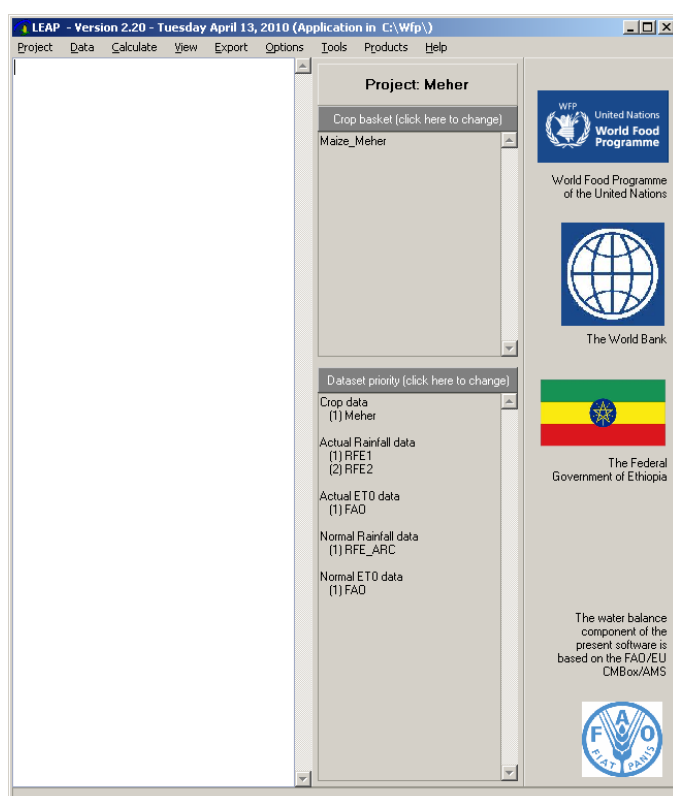 LEAP - Version 2.20 - Tuesday April 13, 2010 (Application in C:\Wfp\)
Project Data Calculate View Export Options Tools Products Help
Project: Meher
Crop basket (click here to change)
Maize_Meher
Dataset priority (click here to change)
Crop data
(1) Meher
Actual Rainfall data
(1) RFE1
(2) RFE2
Actual ET0 data
(1) FAO
Normal Rainfall data
(1) RFE_ARC
Normal ET0 data
(1) FAO
WFP
United Nations
World Food
Programme
World Food Programme
of the United Nations
The World Bank
The Federal
Government of Ethiopia
The water balance
component of the
present software is
based on the FAO/EU
CMBox/AMS
F A O
FIAT PANIS